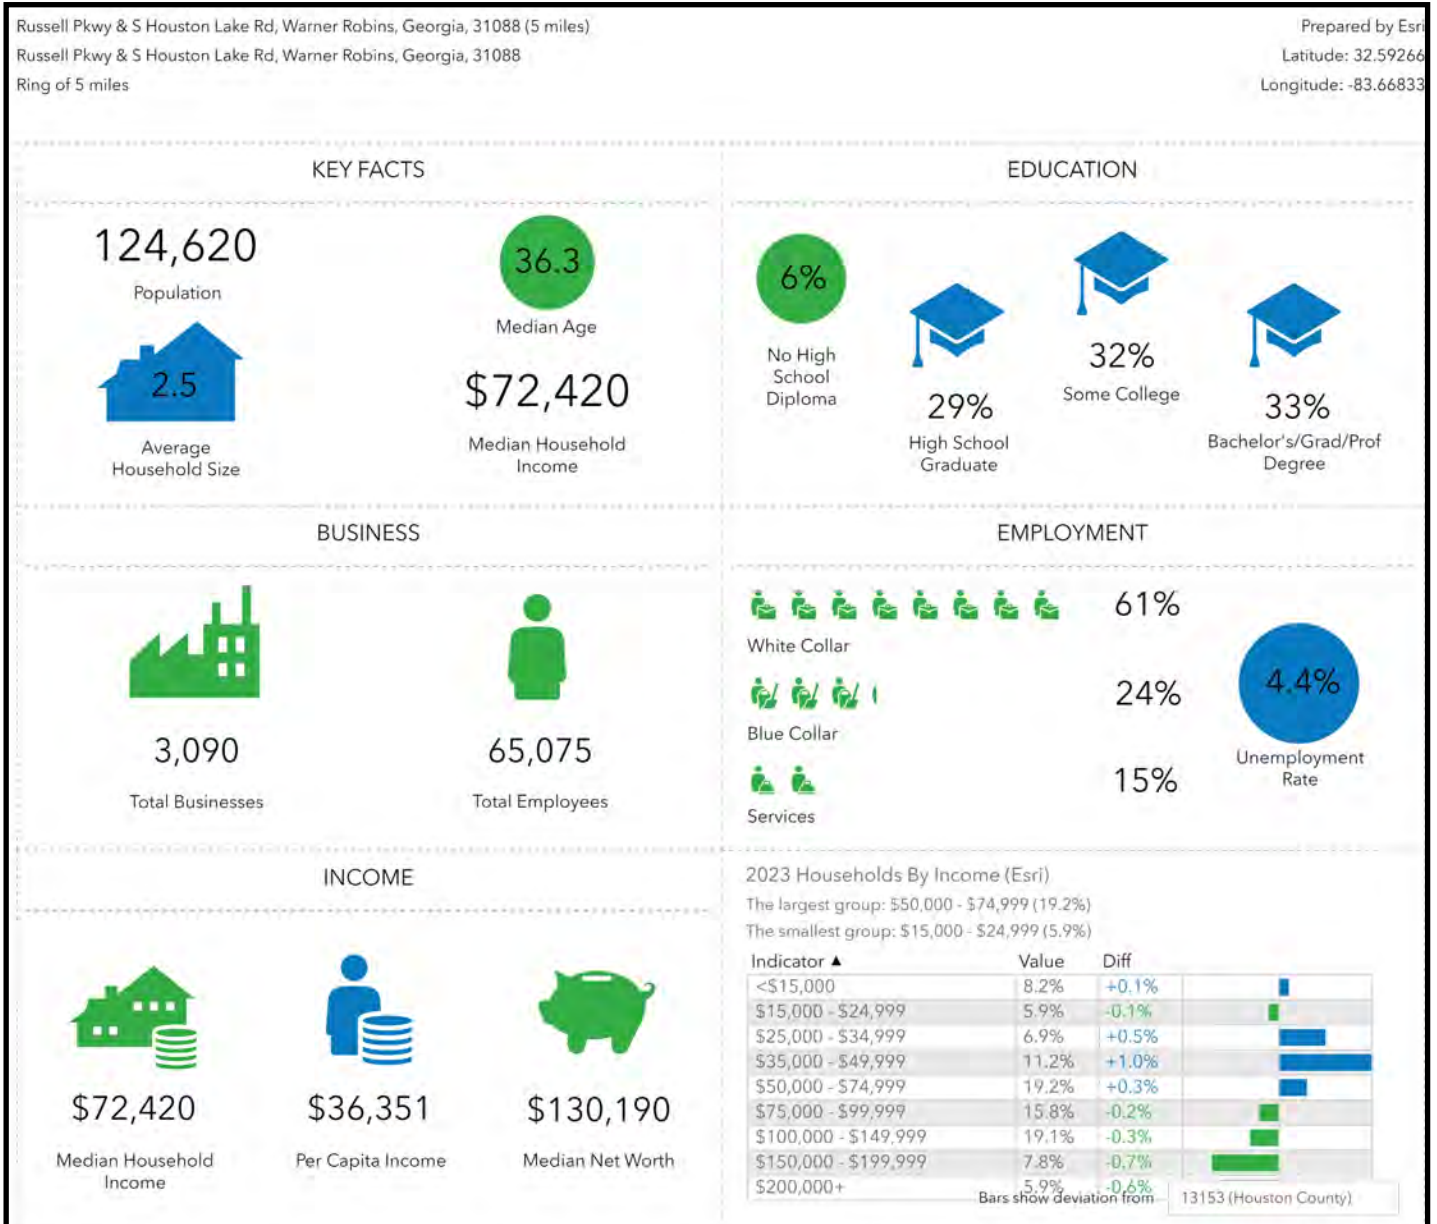 Russell Pkwy & S Houston Lake Rd, Warner Robins, Georgia, 31088 (5 miles)
Prepared by Esri
Russell Pkwy & S Houston Lake Rd, Warner Robins, Georgia, 31088
Latitude: 32.59266
Ring of 5 miles
Longitude: -83.66833
KEY FACTS
124,620
Population
36.3
Median Age
2.5
Average
Household Size
$72,420
Median Household
Income
EDUCATION
6%
No High
School
Diploma
29%
High School
Graduate
32%
Some College
33%
Bachelor's/Grad/Prof
Degree
BUSINESS
3,090
Total Businesses
65,075
Total Employees
EMPLOYMENT
61%
White Collar
24%
Blue Collar
15%
Services
4.4%
Unemployment
Rate
INCOME
$72,420
Median Household
Income
$36,351
Per Capita Income
$130,190
Median Net Worth
2023 Households By Income (Esri)
The largest group: $50,000 - $74,999 (19.2%)
The smallest group: $15,000 - $24,999 (5.9%)
Indicator ▲ Value Diff
<$15,000 8.2% +0.1%
$15,000 - $24,999 5.9% -0.1%
$25,000 - $34,999 6.9% +0.5%
$35,000 - $49,999 11.2% +1.0%
$50,000 - $74,999 19.2% +0.3%
$75,000 - $99,999 15.8% -0.2%
$100,000 - $149,999 19.1% -0.3%
$150,000 - $199,999 7.8% -0.7%
$200,000+ 5.9% -0.6%
Bars show deviation from 13153 (Houston County)